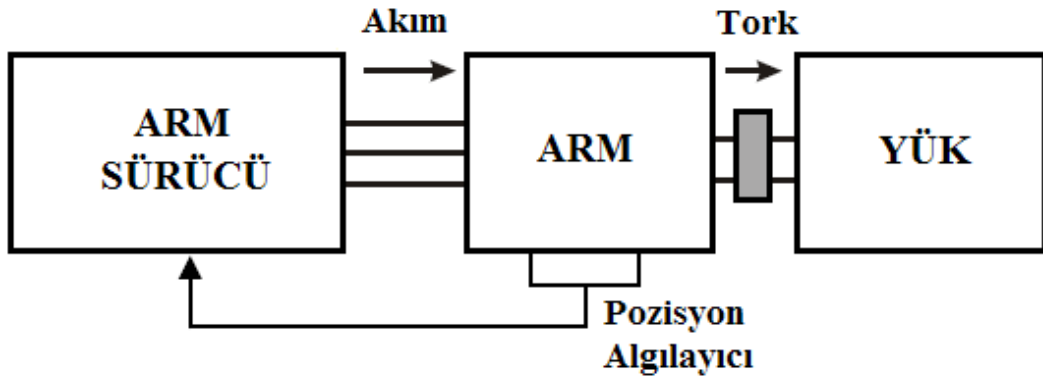 Akım
Tork
ARM
SÜRÜCÜ
ARM
YÜK
Pozisyon
Algılayıcı